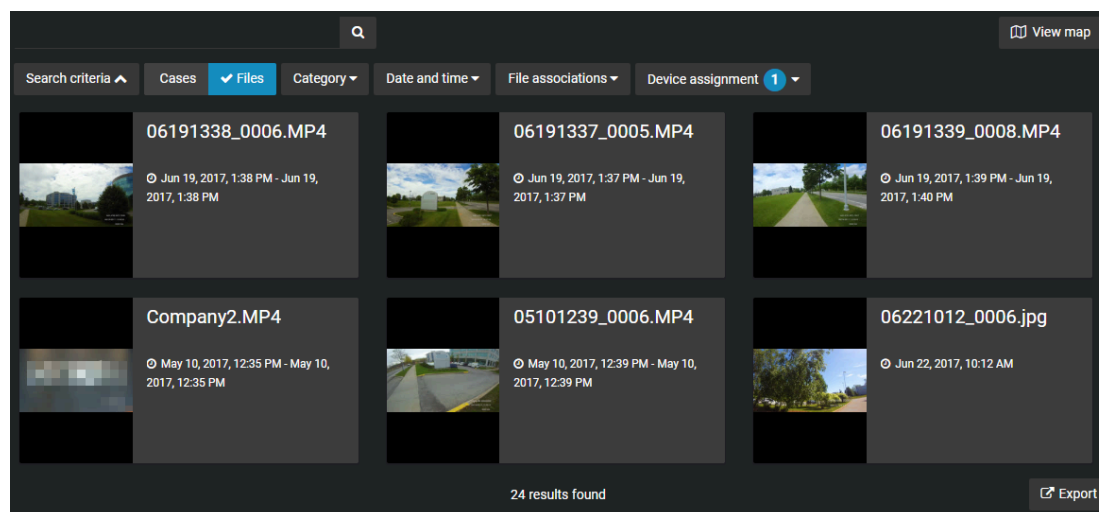 View map
Search criteria
Cases
Files
Category
Date and time
File associations
Device assignment 1
06191338_0006.MP4
Jun 19, 2017, 1:38 PM - Jun 19,
2017, 1:38 PM
06191337_0005.MP4
Jun 19, 2017, 1:37 PM - Jun 19,
2017, 1:37 PM
06191339_0008.MP4
Jun 19, 2017, 1:39 PM - Jun 19,
2017, 1:40 PM
Company2.MP4
May 10, 2017, 12:35 PM - May 10,
2017, 12:35 PM
05101239_0006.MP4
May 10, 2017, 12:39 PM - May 10,
2017, 12:39 PM
06221012_0006.jpg
Jun 22, 2017, 10:12 AM
24 results found
Export